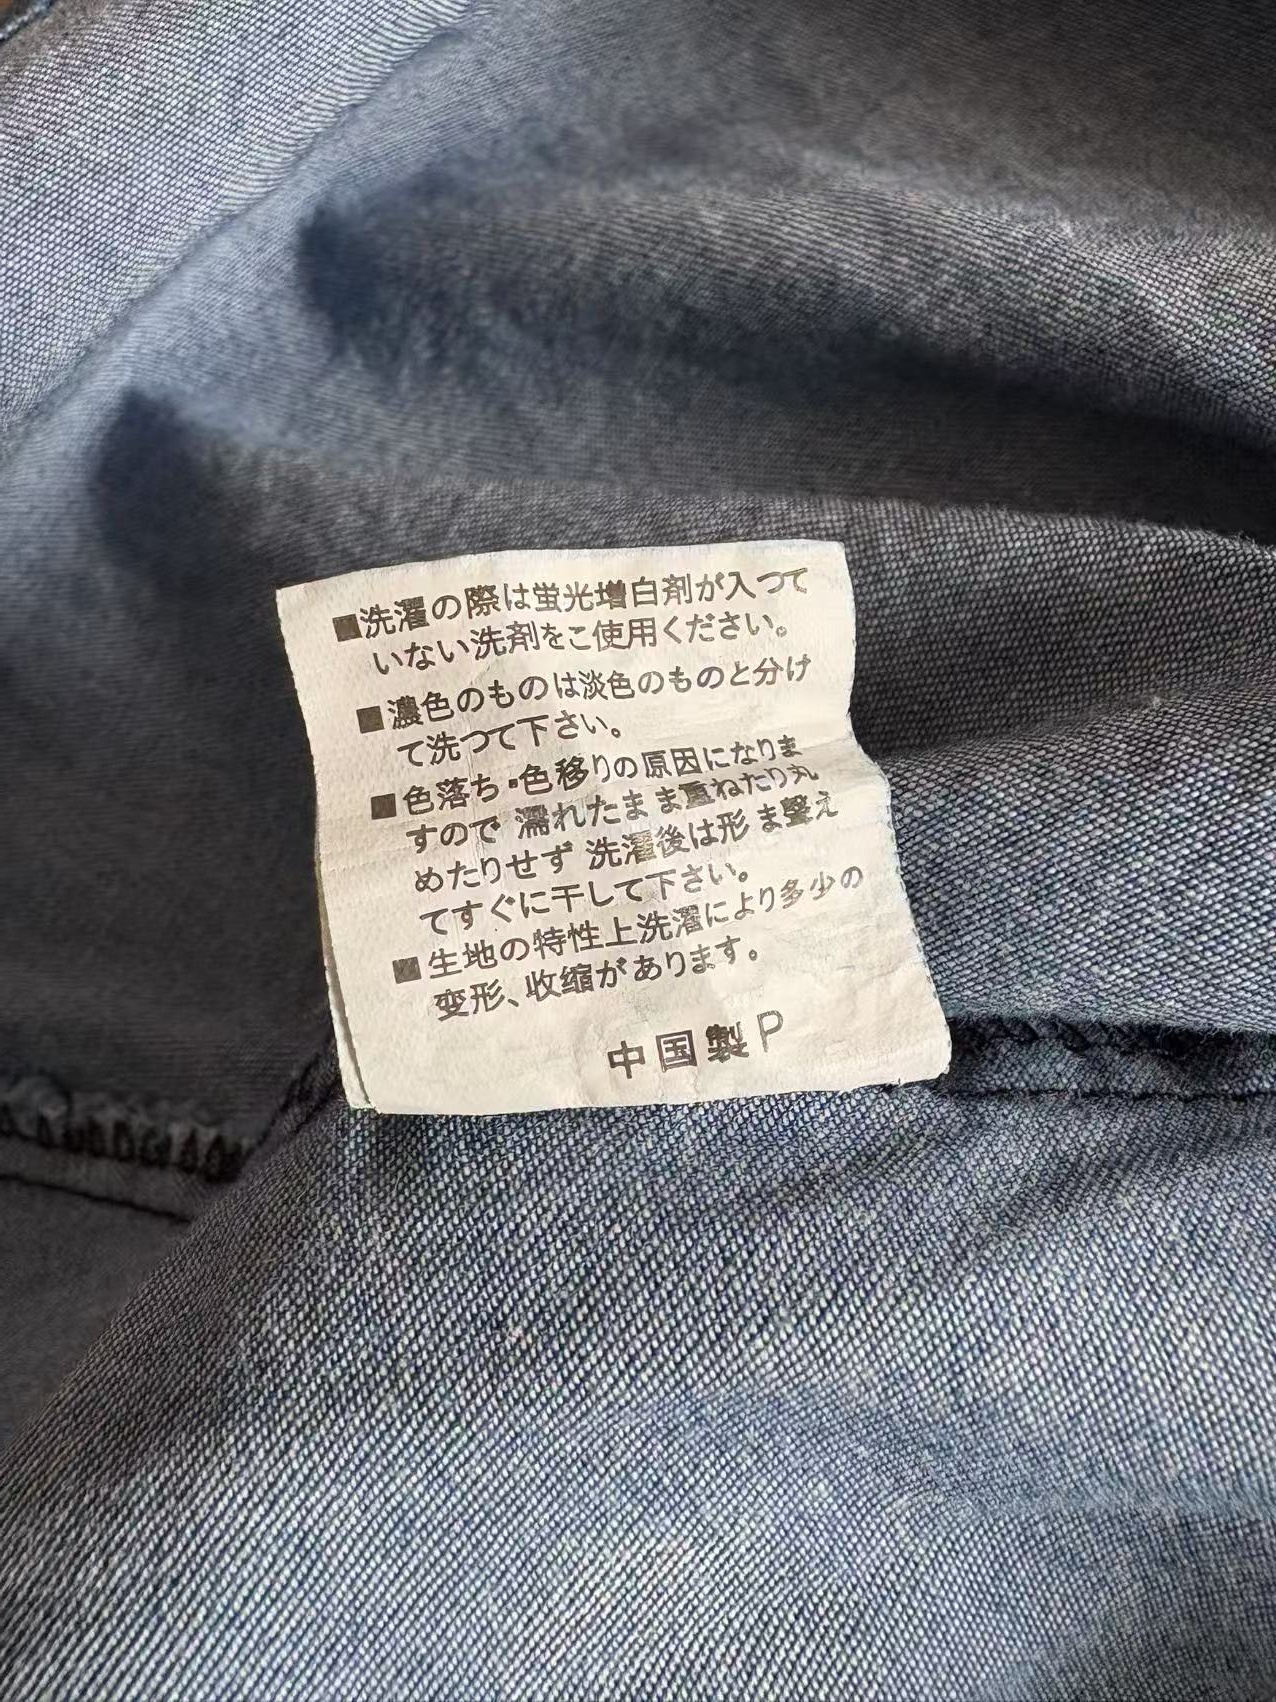 ■洗濯の際は蛍光増白剤が入つて
いない洗剤をこ使用ください。
■濃色のものは淡色のものと分け
て洗つて下さい。
■色落ち・色移りの原因になりま
すので 濡れたまま重ねたり丸
めたりせず 洗濯後は形ま整え
てすぐに干して下さい。
■生地の特性上洗濯により多少の
変形、収縮があります。
中国製P